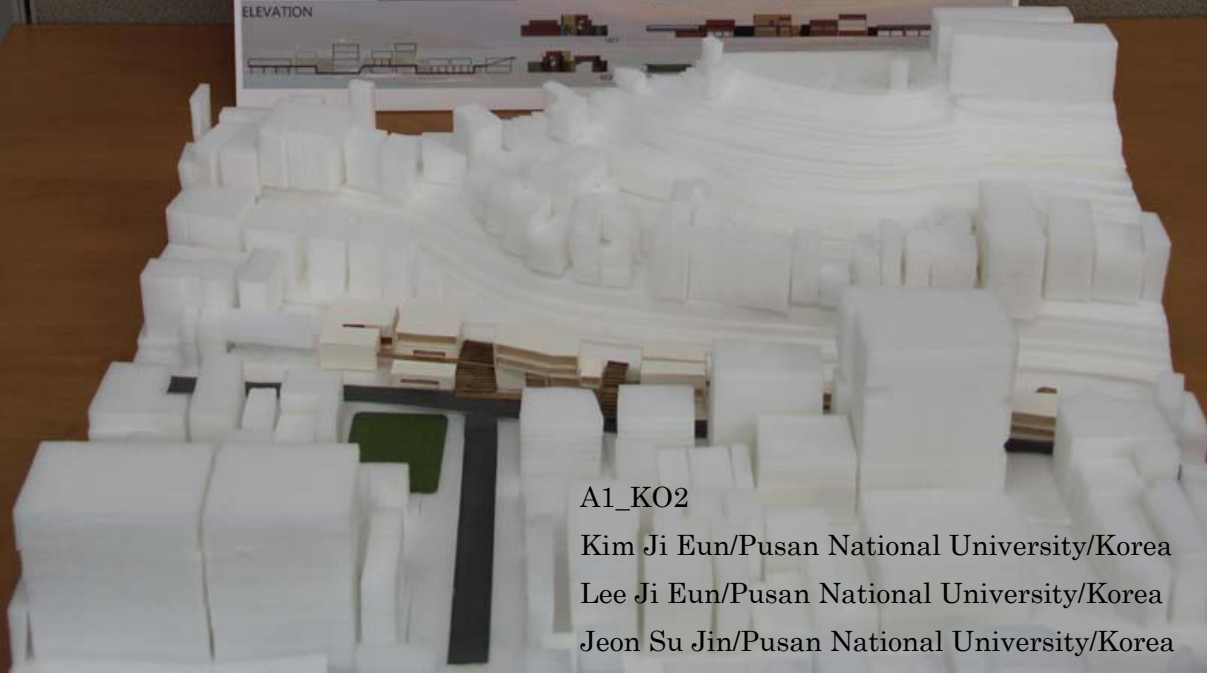 ELEVATION
A1_KO2
Kim Ji Eun/Pusan National University/Korea
Lee Ji Eun/Pusan National University/Korea
Jeon Su Jin/Pusan National University/Korea